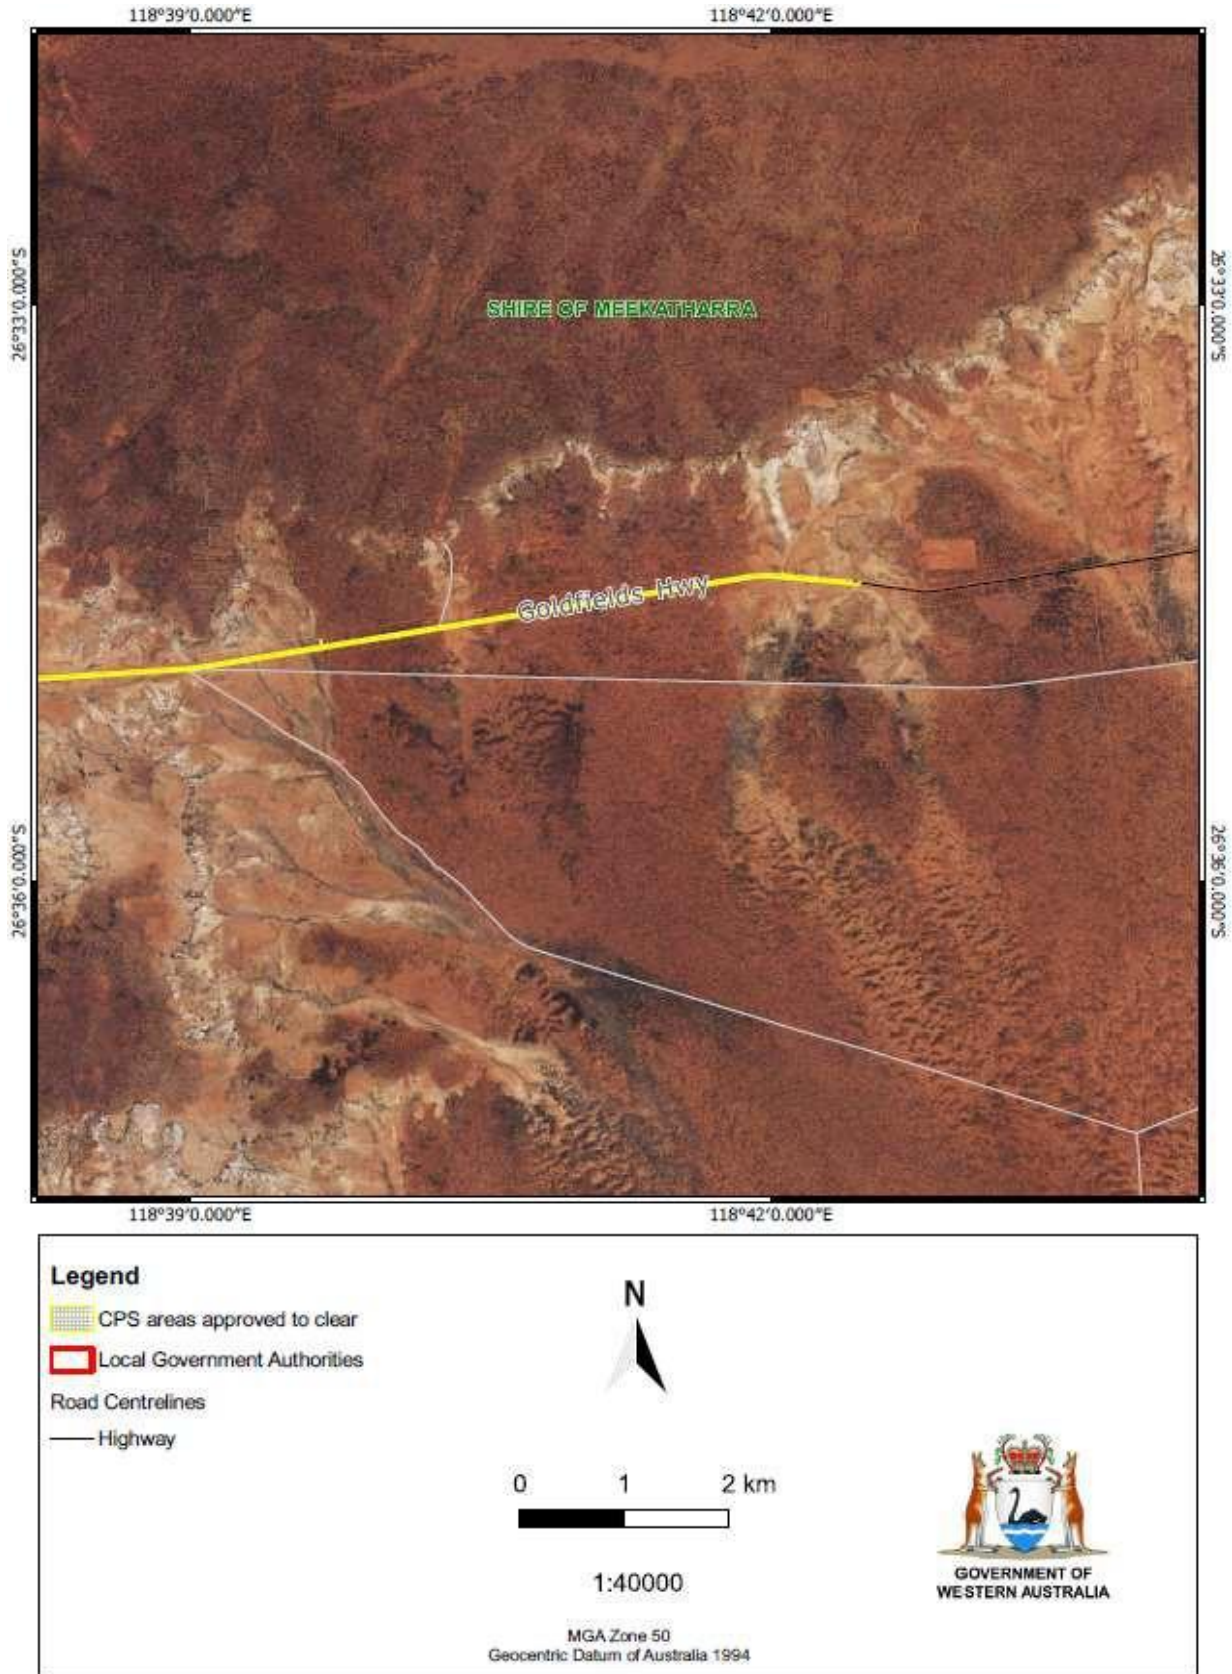 118°39'0.000"E 118°42'0.000"E
26°33'0.000"S 26°33'0.000"S
SHIRE OF MEEKATHARRA
Goldfields Hwy
26°36'0.000"S 26°36'0.000"S
118°39'0.000"E 118°42'0.000"E
Legend
CPS areas approved to clear
Local Government Authorities
Road Centrelines
Highway
N
0 1 2 km
1:40000
MGA Zone 50
Geocentric Datum of Australia 1994
GOVERNMENT OF
WESTERN AUSTRALIA